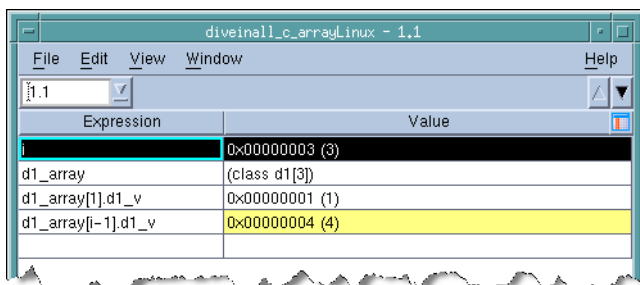 diveinall_c_arrayLinux - 1.1
File Edit View Window Help
1.1
Expression Value
i 0x00000003 (3)
d1_array (class d1[3])
d1_array[1].d1_v 0x00000001 (1)
d1_array[i-1].d1_v 0x00000004 (4)